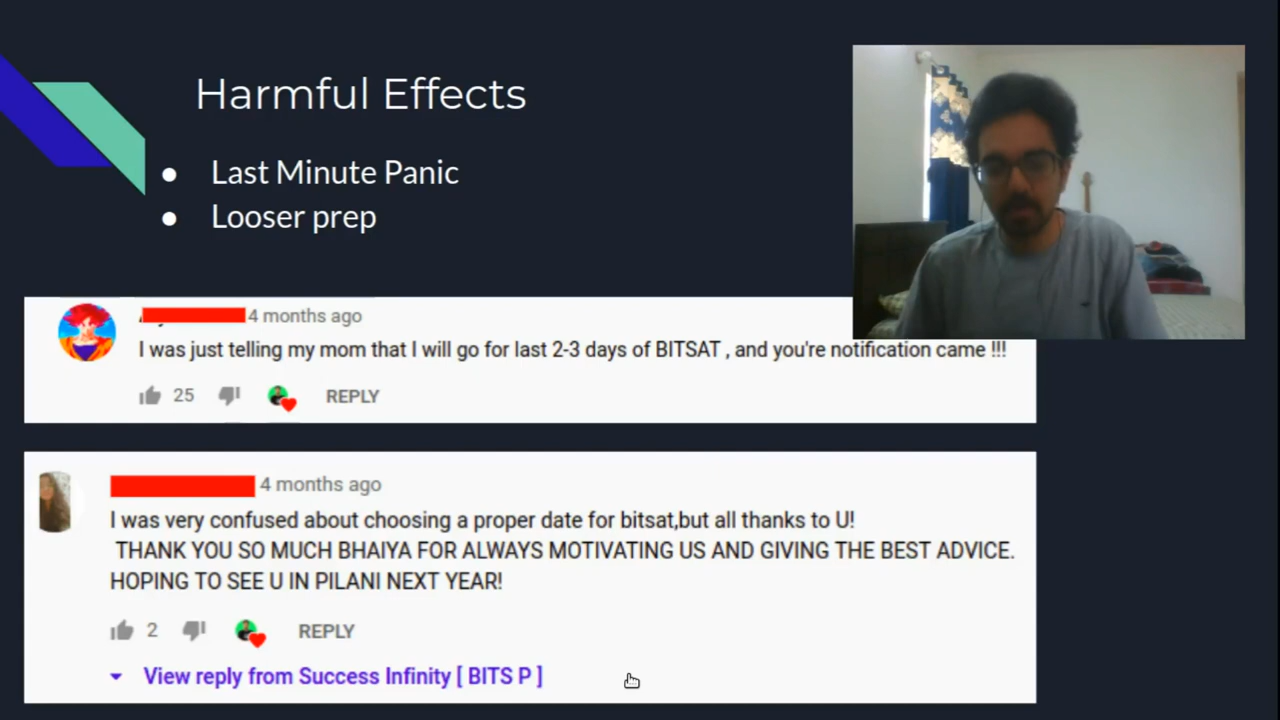 Harmful Effects
● Last Minute Panic
● Looser prep
4 months ago
I was just telling my mom that I will go for last 2-3 days of BITSAT , and you're notification came !!!
25 REPLY
4 months ago
I was very confused about choosing a proper date for bitsat,but all thanks to U!
THANK YOU SO MUCH BHAIYA FOR ALWAYS MOTIVATING US AND GIVING THE BEST ADVICE.
HOPING TO SEE U IN PILANI NEXT YEAR!
2 REPLY
View reply from Success Infinity [ BITS P ]